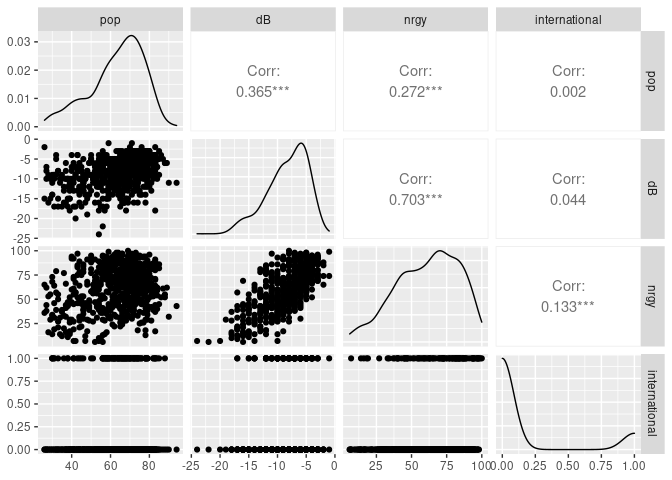 pop dB nrgy international
0.03
0.02
0.01
0.00
Corr:
0.365***
Corr:
0.272***
Corr:
0.002
pop
0
-5
-10
-15
-20
-25
Corr:
0.703***
Corr:
0.044
dB
100
75
50
25
Corr:
0.133***
nrgy
1.00
0.75
0.50
0.25
0.00
international
40 60 80
-25 -20 -15 -10 -5 0
25 50 75 100
0.00 0.25 0.50 0.75 1.00